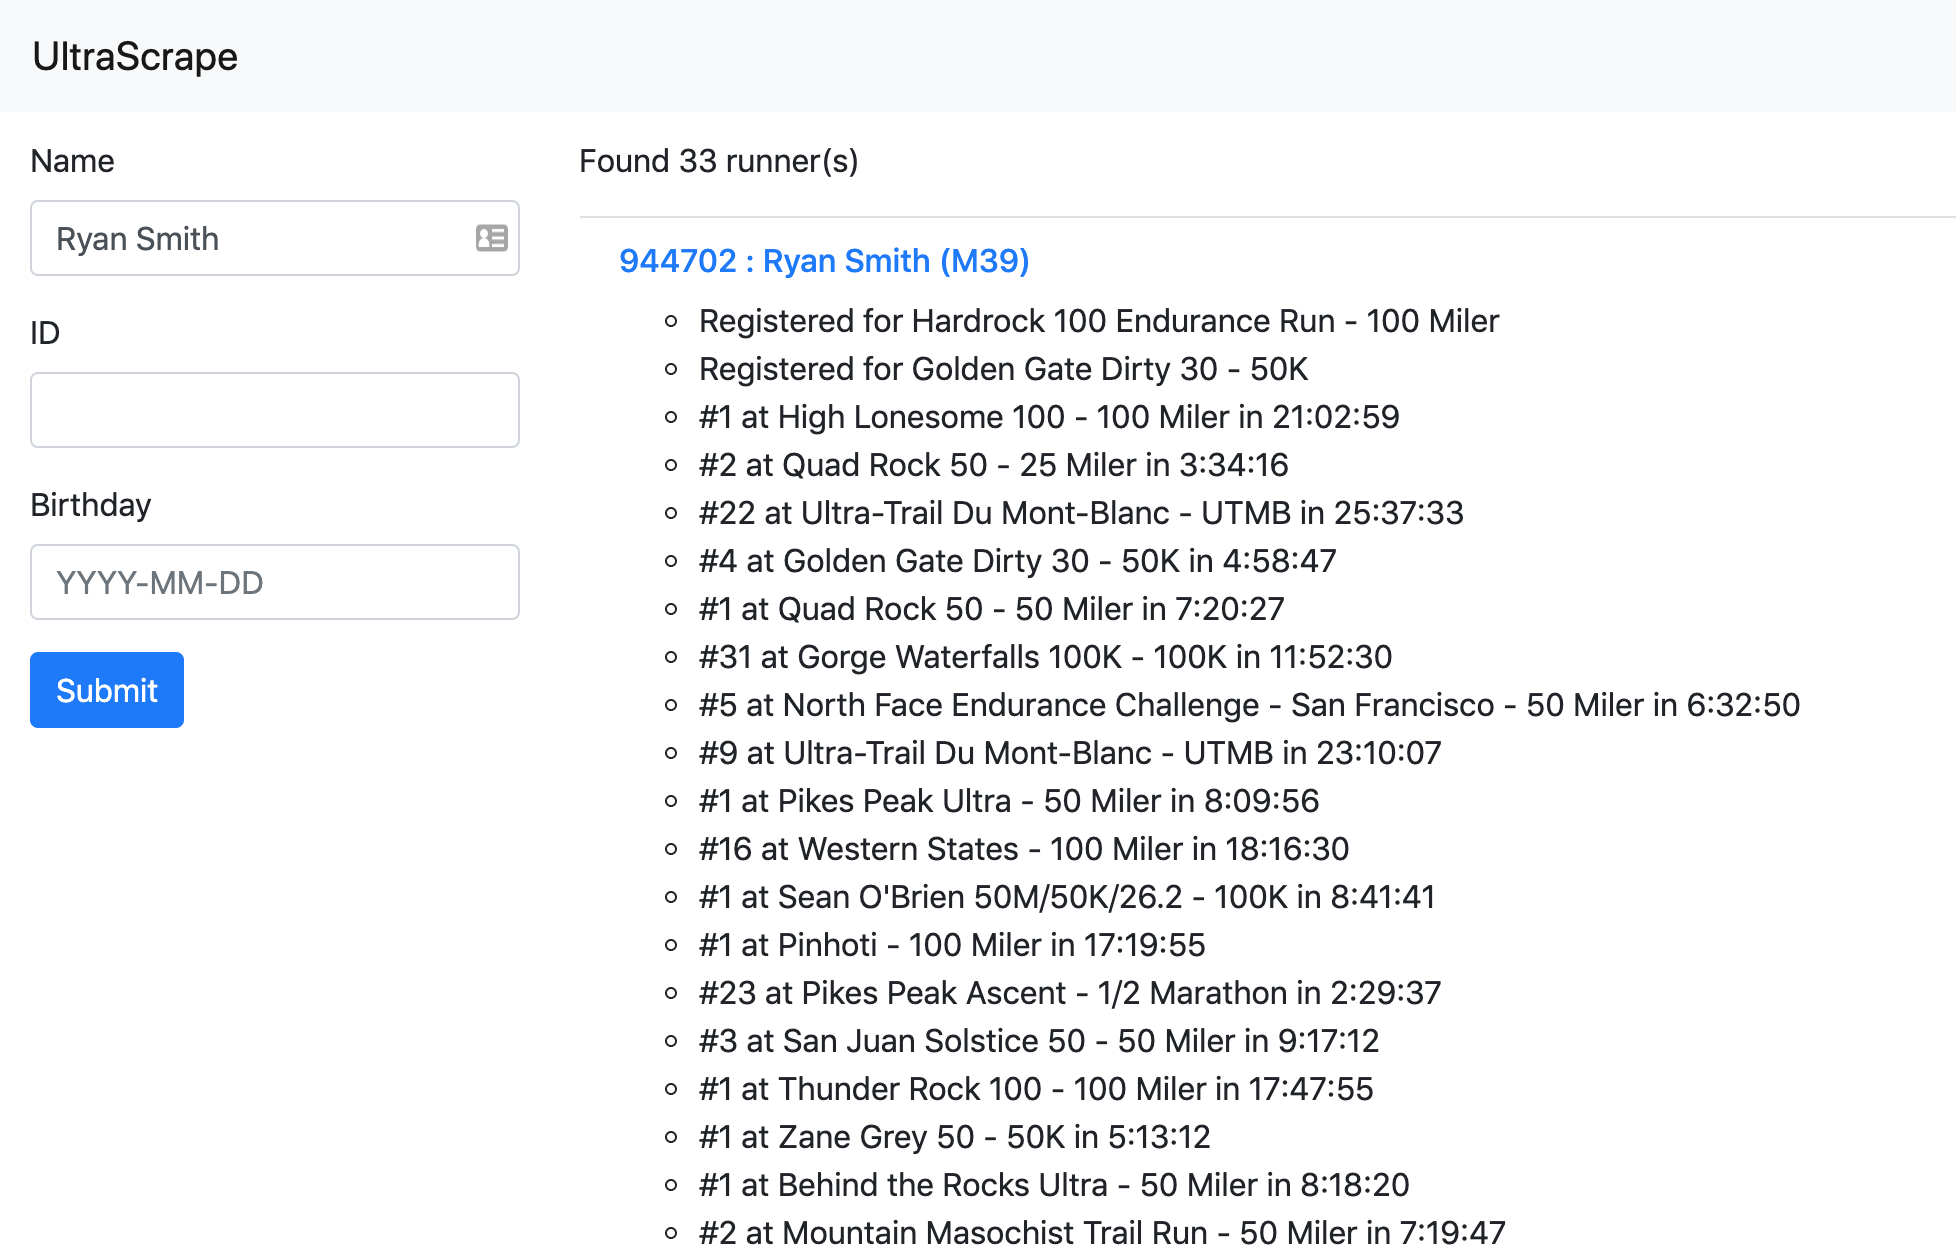 UltraScrape
Name
Ryan Smith
ID
Birthday
YYYY-MM-DD
Submit
Found 33 runner(s)
944702 : Ryan Smith (M39)
Registered for Hardrock 100 Endurance Run - 100 Miler
Registered for Golden Gate Dirty 30 - 50K
#1 at High Lonesome 100 - 100 Miler in 21:02:59
#2 at Quad Rock 50 - 25 Miler in 3:34:16
#22 at Ultra-Trail Du Mont-Blanc - UTMB in 25:37:33
#4 at Golden Gate Dirty 30 - 50K in 4:58:47
#1 at Quad Rock 50 - 50 Miler in 7:20:27
#31 at Gorge Waterfalls 100K - 100K in 11:52:30
#5 at North Face Endurance Challenge - San Francisco - 50 Miler in 6:32:50
#9 at Ultra-Trail Du Mont-Blanc - UTMB in 23:10:07
#1 at Pikes Peak Ultra - 50 Miler in 8:09:56
#16 at Western States - 100 Miler in 18:16:30
#1 at Sean O'Brien 50M/50K/26.2 - 100K in 8:41:41
#1 at Pinhoti - 100 Miler in 17:19:55
#23 at Pikes Peak Ascent - 1/2 Marathon in 2:29:37
#3 at San Juan Solstice 50 - 50 Miler in 9:17:12
#1 at Thunder Rock 100 - 100 Miler in 17:47:55
#1 at Zane Grey 50 - 50K in 5:13:12
#1 at Behind the Rocks Ultra - 50 Miler in 8:18:20
#2 at Mountain Masochist Trail Run - 50 Miler in 7:19:47